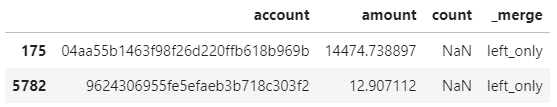 account amount count _merge
175 04aa55b1463f98f26d220ffb618b969b 14474.738897 NaN left_only
5782 9624306955fe5efaeb3b718c303f2 12.907112 NaN left_only